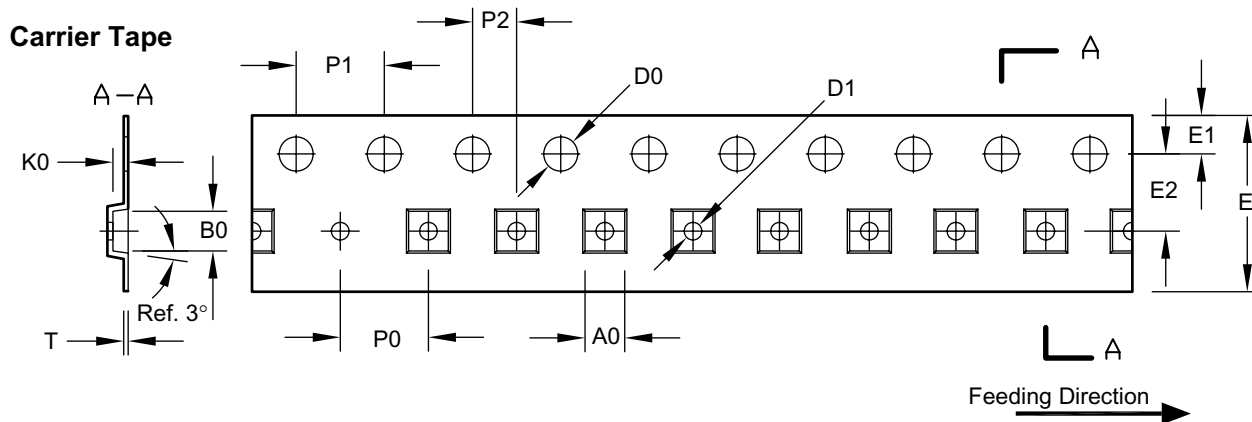 Carrier Tape
P2
P1
D0
D1
A
A–A
E1
K0
E2
E
B0
Ref. 3°
T
P0
A0
A
Feeding Direction